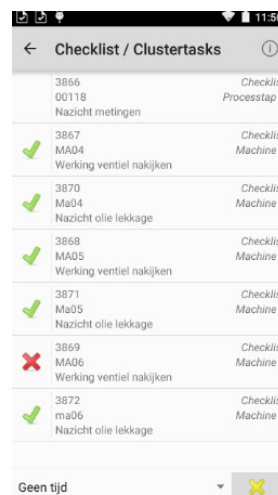 11:50
Checklist / Clustertasks
3866 Checklis
00118 Processtap
Nazicht metingen
3867 Checklis
MA04 Machine
Werking ventiel nakijken
3870 Checklis
Ma04 Machine
Nazicht olie lekkage
3868 Checklis
MA05 Machine
Werking ventiel nakijken
3871 Checklis
Ma05 Machine
Nazicht olie lekkage
3869 Checklis
MA06 Machine
Werking ventiel nakijken
3872 Checklis
ma06 Machine
Nazicht olie lekkage
Geen tijd